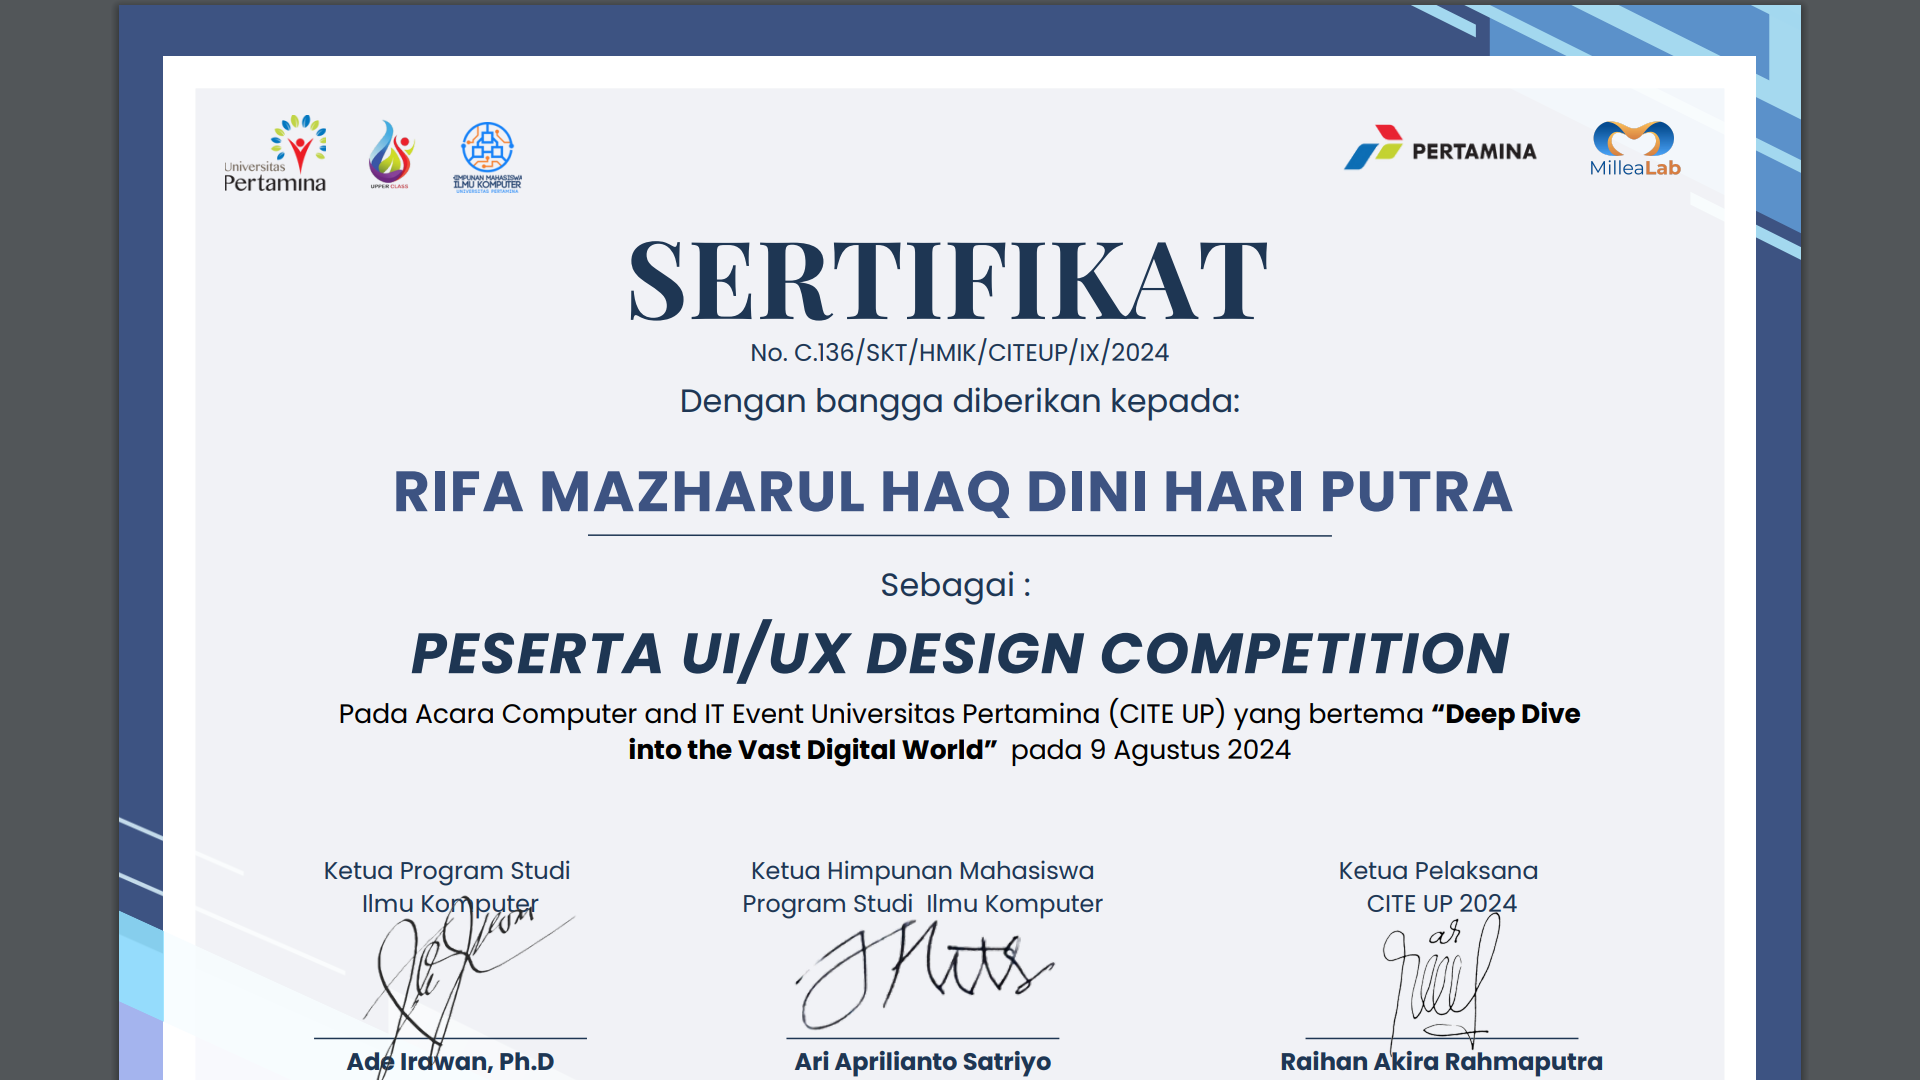 Universitas
Pertamina
UPPER CLASS
HIMPUNAN MAHASISWA
ILMU KOMPUTER
UNIVERSITAS PERTAMINA
PERTAMINA
MilleaLab
SERTIFIKAT
No. C.136/SKT/HMIK/CITEUP/IX/2024
Dengan bangga diberikan kepada:
RIFA MAZHARUL HAQ DINI HARI PUTRA
Sebagai :
PESERTA UI/UX DESIGN COMPETITION
Pada Acara Computer and IT Event Universitas Pertamina (CITE UP) yang bertema “Deep Dive
into the Vast Digital World” pada 9 Agustus 2024
Ketua Program Studi
Ilmu Komputer
Ade Irawan, Ph.D
Ketua Himpunan Mahasiswa
Program Studi Ilmu Komputer
Ari Aprilianto Satriyo
Ketua Pelaksana
CITE UP 2024
Raihan Akira Rahmaputra